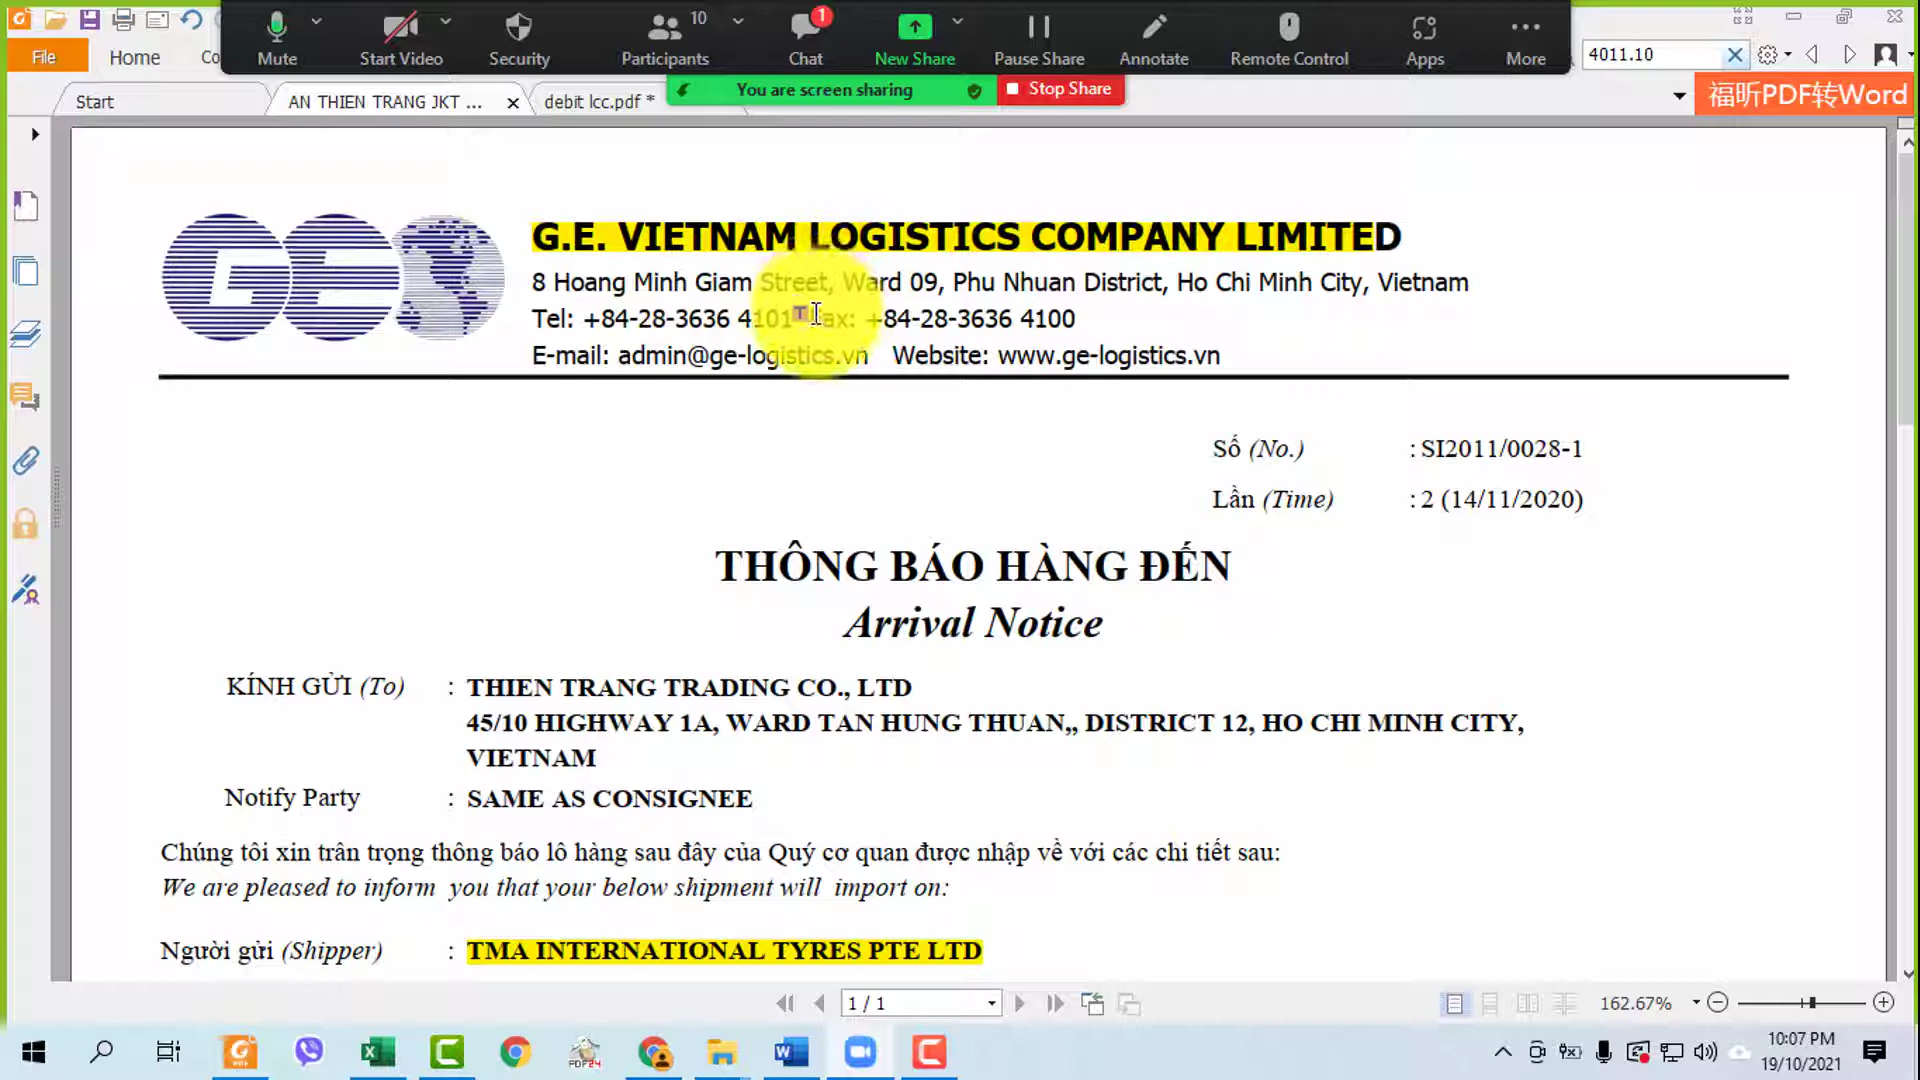 Mute
Start Video
Security
Participants
10
Chat
1
New Share
Pause Share
Annotate
Remote Control
Apps
More
File
Home
Co
4011.10
You are screen sharing
Stop Share
Start
AN THIEN TRANG JKT ...
debit lcc.pdf *
福昕PDF转Word
GE
G.E. VIETNAM LOGISTICS COMPANY LIMITED
8 Hoang Minh Giam Street, Ward 09, Phu Nhuan District, Ho Chi Minh City, Vietnam
Tel: +84-28-3636 4101 Fax: +84-28-3636 4100
E-mail: admin@ge-logistics.vn Website: www.ge-logistics.vn
Số (No.) : SI2011/0028-1
Lần (Time) : 2 (14/11/2020)
THÔNG BÁO HÀNG ĐẾN
Arrival Notice
KÍNH GỬI (To) : THIEN TRANG TRADING CO., LTD
45/10 HIGHWAY 1A, WARD TAN HUNG THUAN,, DISTRICT 12, HO CHI MINH CITY,
VIETNAM
Notify Party : SAME AS CONSIGNEE
Chúng tôi xin trân trọng thông báo lô hàng sau đây của Quý cơ quan được nhập về với các chi tiết sau:
We are pleased to inform you that your below shipment will import on:
Người gửi (Shipper) : TMA INTERNATIONAL TYRES PTE LTD
1 / 1
162.67%
10:07 PM
19/10/2021